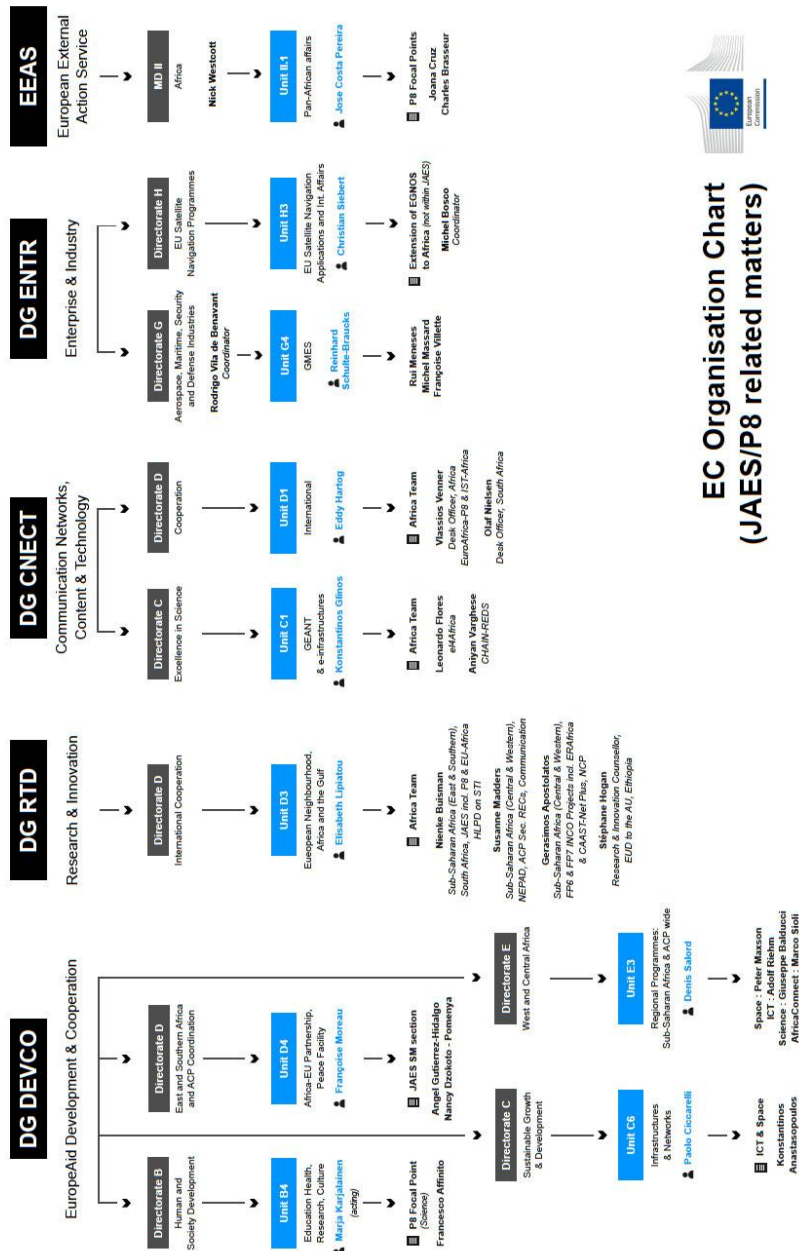 DG DEVCO
EuropeAid Development & Cooperation
Directorate B
Human and
Society Development
Unit B4
Education Health,
Research, Culture
Marja Karjalainen
(acting)
P8 Focal Point
(Science)
Francesco Affinito
Directorate D
East and Southern Africa
and ACP Coordination
Unit D4
Africa-EU Partnership,
Peace Facility
Françoise Moreau
JAES SM section
Angel Gutierrez-Hidalgo
Nancy Dzokoto - Pomenya
Directorate C
Sustainable Growth
& Development
Unit C6
Infrastructures
& Networks
Paolo Ciccarelli
ICT & Space
Konstantinos
Anastasopoulos
Directorate E
West and Central Africa
Unit E3
Regional Programmes:
Sub-Saharan Africa & ACP wide
Denis Salord
Space : Peter Maxson
ICT : Adolf Riehm
Science : Giuseppe Balducci
AfricaConnect : Marco Sioli
DG RTD
Research & Innovation
Directorate D
International Cooperation
Unit D3
Eueopean Neighbourhood,
Africa and the Gulf
Elisabeth Lipiatou
Africa Team
Nienke Buisman
Sub-Saharan Africa (East & Southern),
South Africa, JAES incl. P8 & EU-Africa
HLPD on STI
Susanne Madders
Sub-Saharan Africa (Central & Western),
NEPAD, ACP Sec. RECs, Communication
Gerasimos Apostolatos
Sub-Saharan Africa (Central & Western),
FP6 & FP7 INCO Projects incl. ERAfrica
& CAAST-Net Plus, NCP
Stéphane Hogan
Research & Innovation Counsellor,
EUD to the AU, Ethiopia
DG CNECT
Communication Networks,
Content & Technology
Directorate C
Excellence in Science
Unit C1
GEANT
& e-infrastructures
Konstantinos Glinos
Africa Team
Leonardo Flores
eI4Africa
Aniyan Varghese
CHAIN-REDS
Directorate D
Cooperation
Unit D1
International
Eddy Hartog
Africa Team
Vlassios Venner
Desk Officer, Africa
EuroAfrica-P8 & IST-Africa
Olaf Nielsen
Desk Officer, South Africa
DG ENTR
Enterprise & Industry
Directorate G
Aerospace, Maritime, Security
and Defense Industries
Rodrigo Vila de Benavant
Coordinator
Unit G4
GMES
Reinhard
Schulte-Braucks
Rui Meneses
Michel Massard
Françoise Villette
Directorate H
EU Satellite
Navigation Programmes
Unit H3
EU Satellite Navigation
Applications and Int. Affairs
Christian Siebert
Extension of EGNOS
to Africa (not within JAES)
Michel Bosco
Coordinator
EEAS
European External
Action Service
MD II
Africa
Nick Westcott
Unit II.1
Pan-African affairs
Jose Costa Pereira
P8 Focal Points
Joana Cruz
Charles Brasseur
EC Organisation Chart
(JAES/P8 related matters)
European
Commission